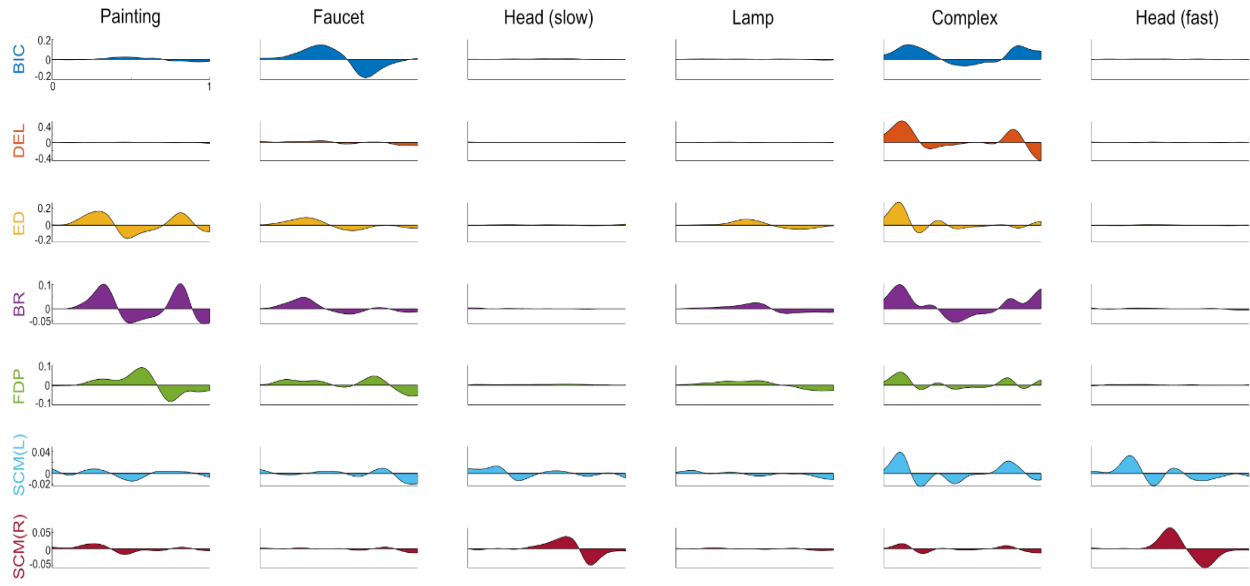 Painting Faucet Head (slow) Lamp Complex Head (fast)
BIC 0.2 0 -0.2
0 1
DEL 0.4 0 -0.4
ED 0.2 0 -0.2
BR 0.1 0 -0.05
FDP 0.1 0 -0.1
SCM(L) 0.04 0 -0.02
SCM(R) 0.05 0 -0.05